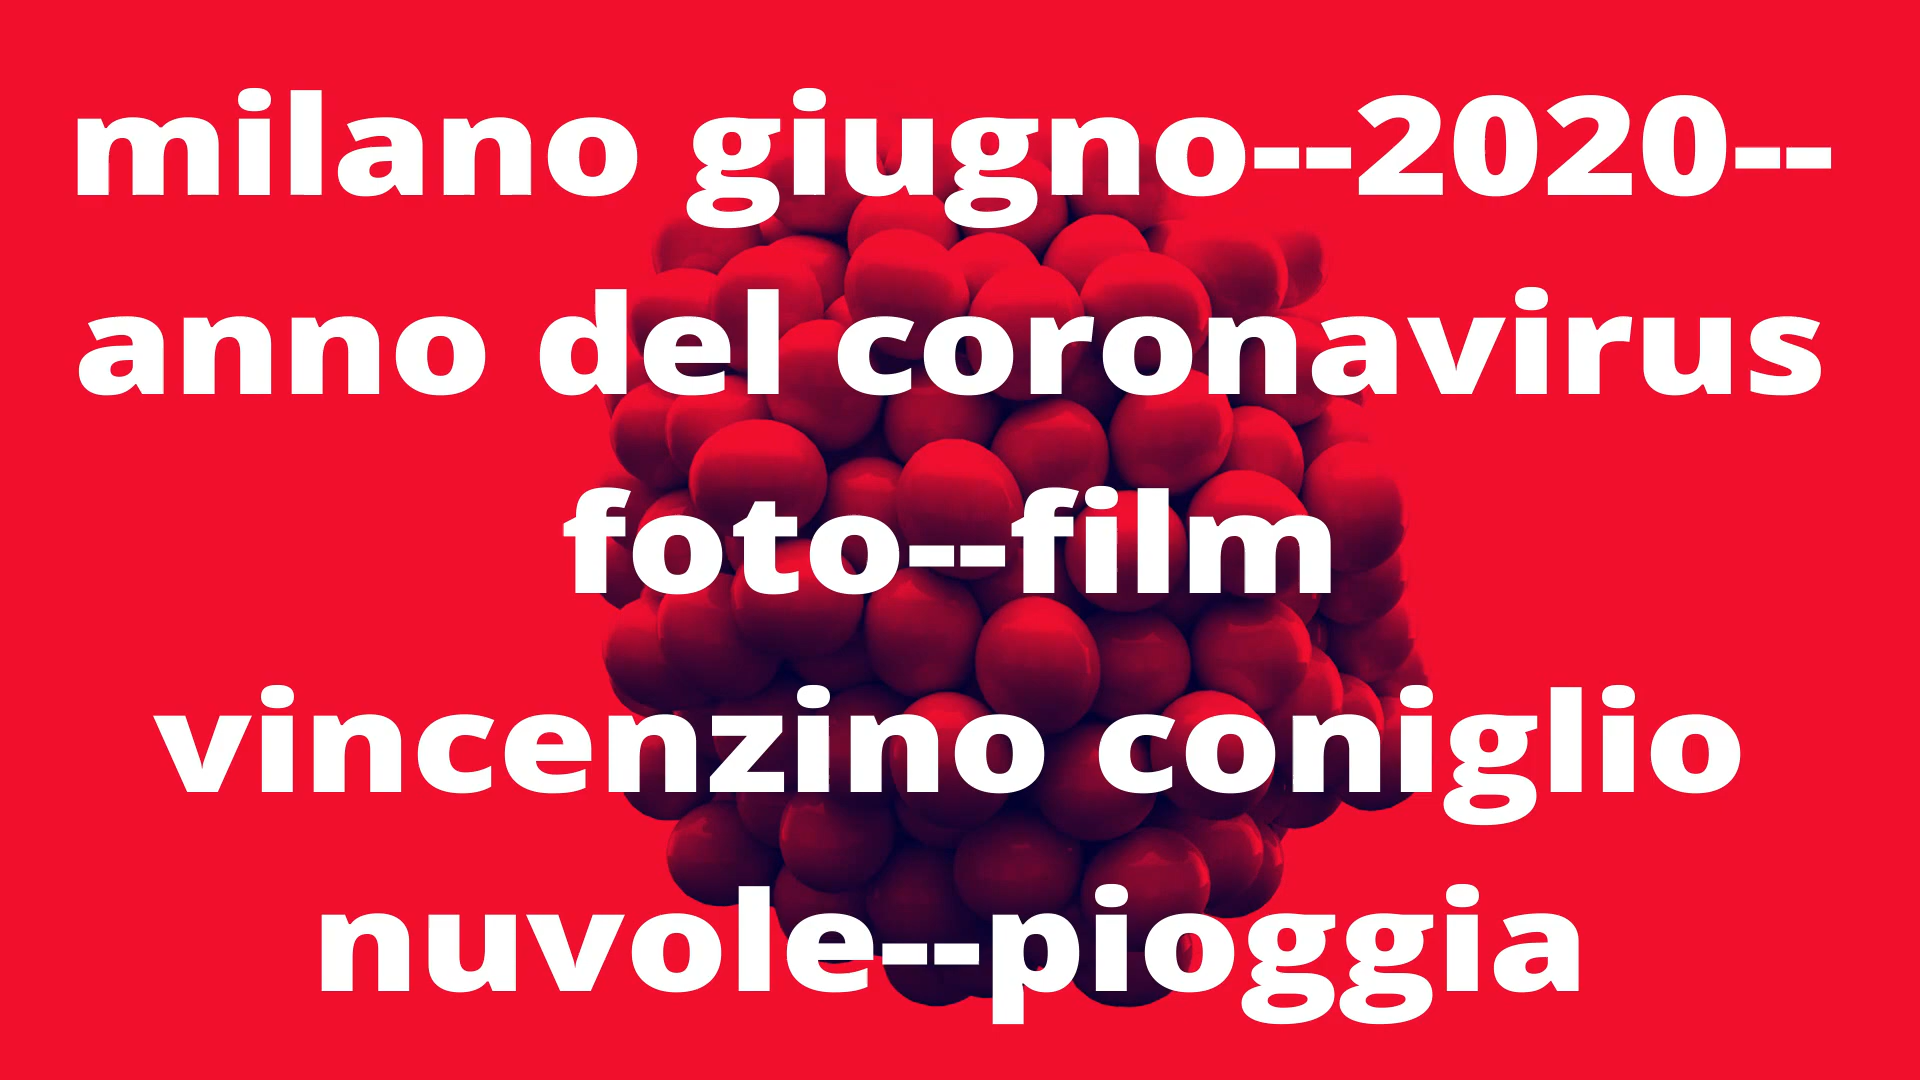 milano giugno--2020--
anno del coronavirus
foto--film
vincenzino coniglio
nuvole--pioggia